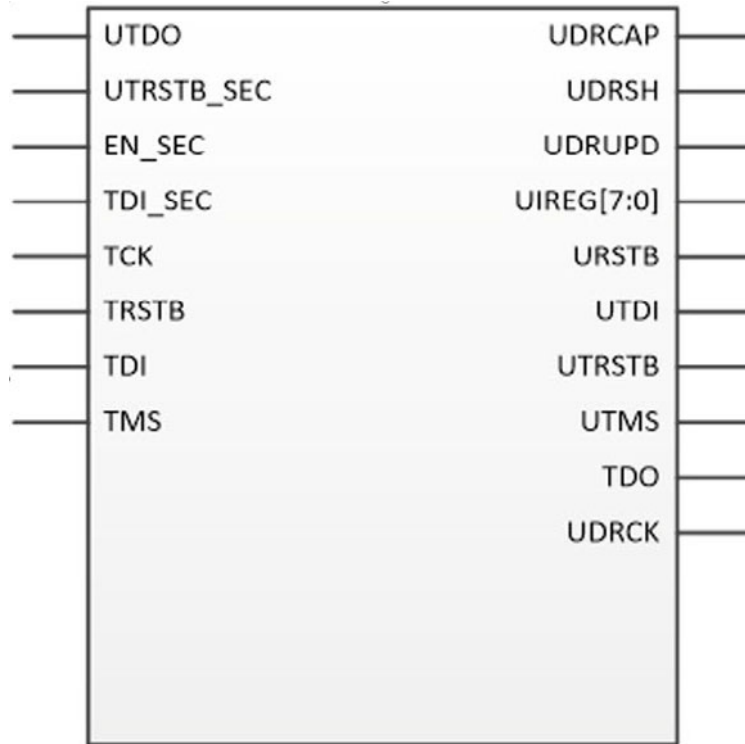 UTDO UDRCAP
UTRSTB_SEC UDRSH
EN_SEC UDRUPD
TDI_SEC UIREG[7:0]
TCK URSTB
TRSTB UTDI
TDI UTRSTB
TMS UTMS
TDO
UDRCK